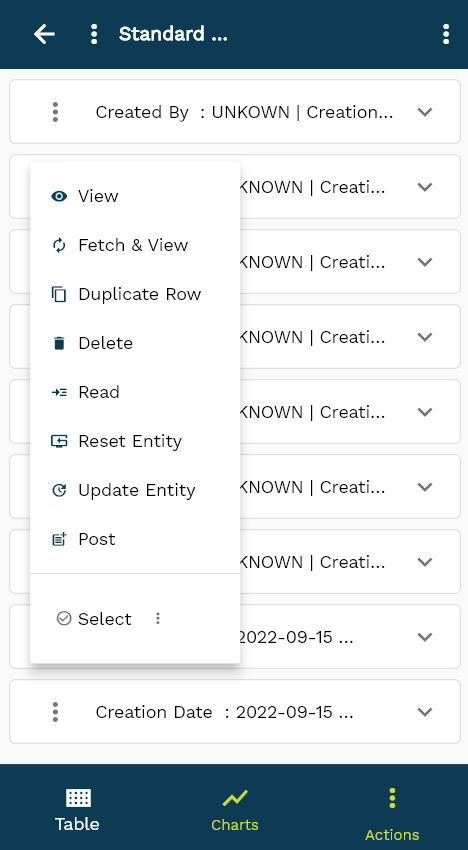 Standard ...
Created By : UNKOWN | Creation...
KNOWN | Creati...
View
Fetch & View
KNOWN | Creati...
Duplicate Row
Delete
KNOWN | Creati...
Read
KNOWN | Creati...
Reset Entity
Update Entity
KNOWN | Creati...
Post
KNOWN | Creati...
Select
2022-09-15 ...
Creation Date : 2022-09-15 ...
Table
Charts
Actions